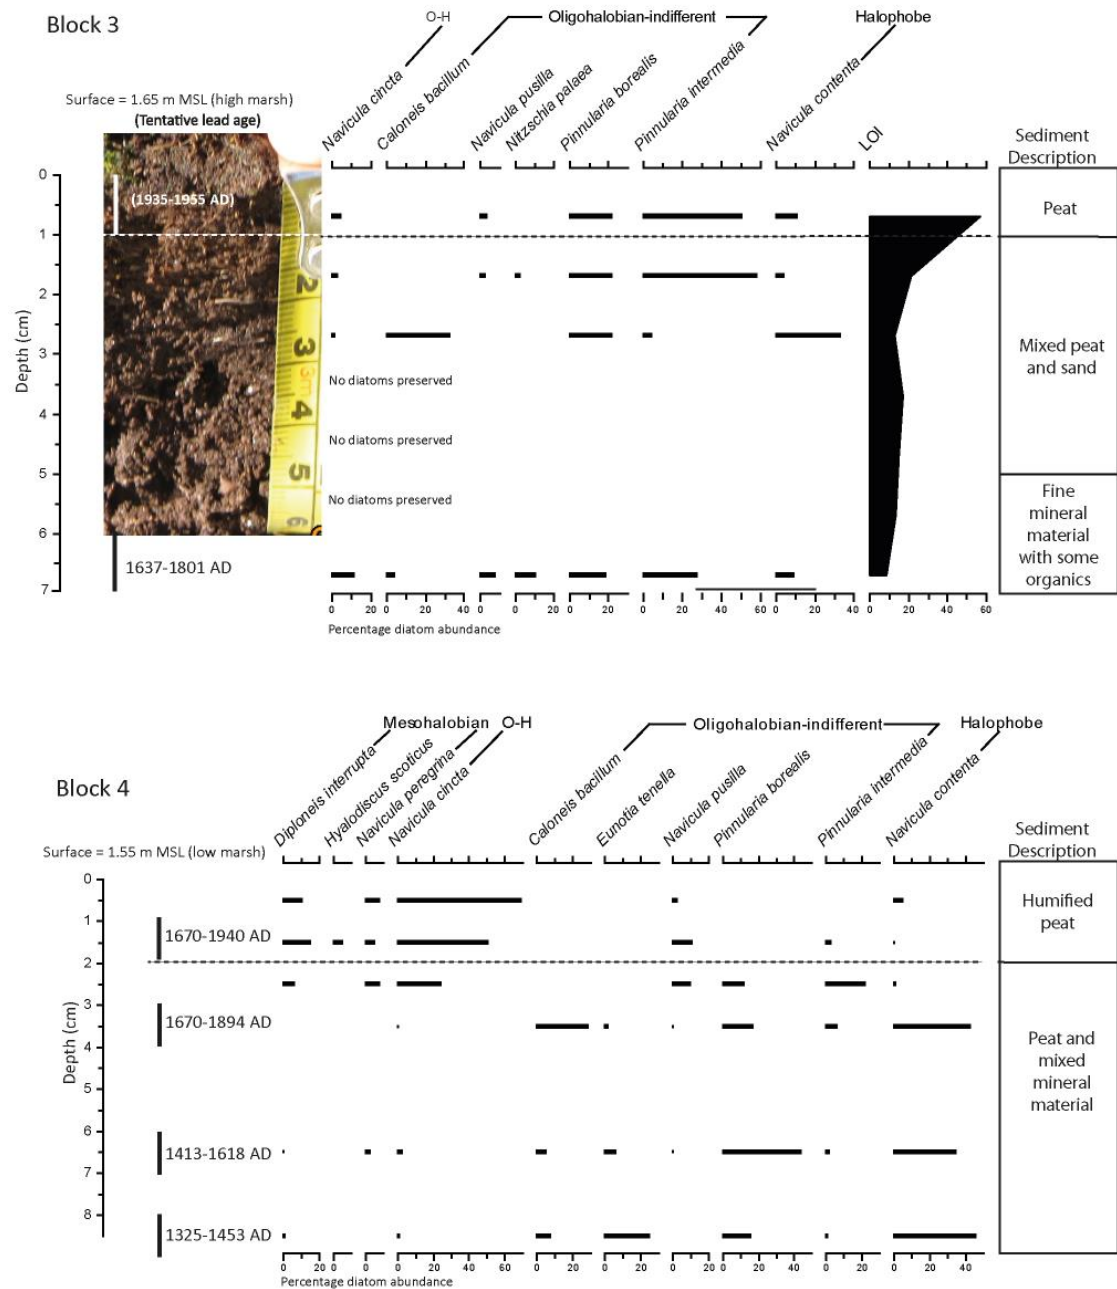 Block 3
O-H
Oligohalobian-indifferent
Halophobe
Navicula cincta
Caloneis bacillum
Navicula pusilla
Nitzschia palaea
Pinnularia borealis
Pinnularia intermedia
Navicula contenta
LOI
Surface = 1.65 m MSL (high marsh)
(Tentative lead age)
Sediment
Description
0
1
2
3
4
5
6
7
Depth (cm)
(1935-1955 AD)
2
3
3m
4
5
6
1637-1801 AD
No diatoms preserved
No diatoms preserved
No diatoms preserved
Peat
Mixed peat
and sand
Fine
mineral
material
with some
organics
0 20 0 20 40 0 0 0 20 0 20 40 60 0 20 40 0 20 40 60
Percentage diatom abundance
Mesohalobian O-H
Oligohalobian-indifferent
Halophobe
Block 4
Diploneis interrupta
Hyalodiscus scoticus
Navicula peregrina
Navicula cincta
Caloneis bacillum
Eunotia tenella
Navicula pusilla
Pinnularia borealis
Pinnularia intermedia
Navicula contenta
Surface = 1.55 m MSL (low marsh)
Sediment
Description
0
1
2
3
4
5
6
7
8
Depth (cm)
1670-1940 AD
1670-1894 AD
1413-1618 AD
1325-1453 AD
Humified
peat
Peat and
mixed
mineral
material
0 20 0 0 0 20 40 60 0 20 0 20 0 20 0 20 40 0 20 0 20 40
Percentage diatom abundance